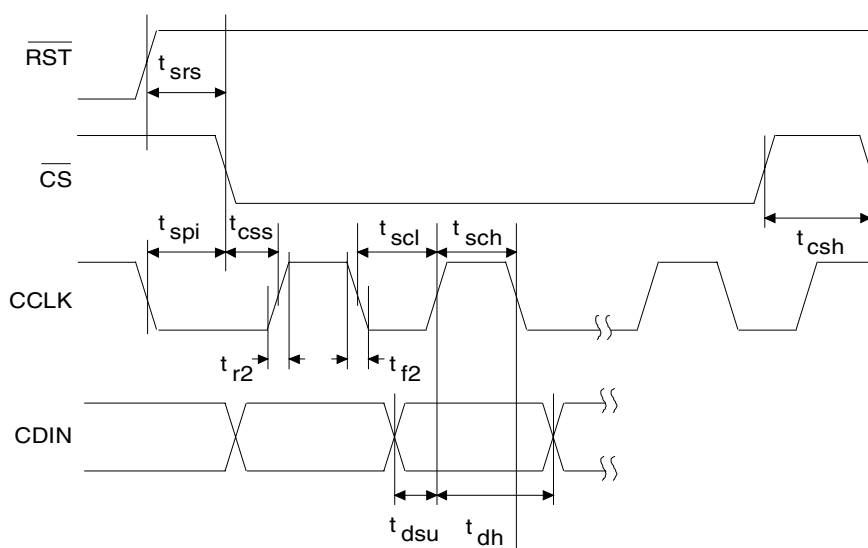 RST
t srs
CS
t spi
t css
t scl
t sch
t csh
CCLK
t r2
t f2
CDIN
t dsu
t dh